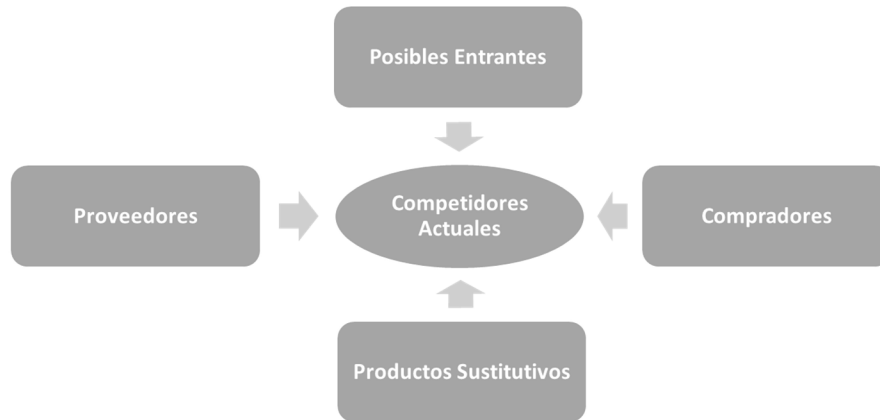 Posibles Entrantes
Proveedores
Competidores
Actuales
Compradores
Productos Sustitutivos